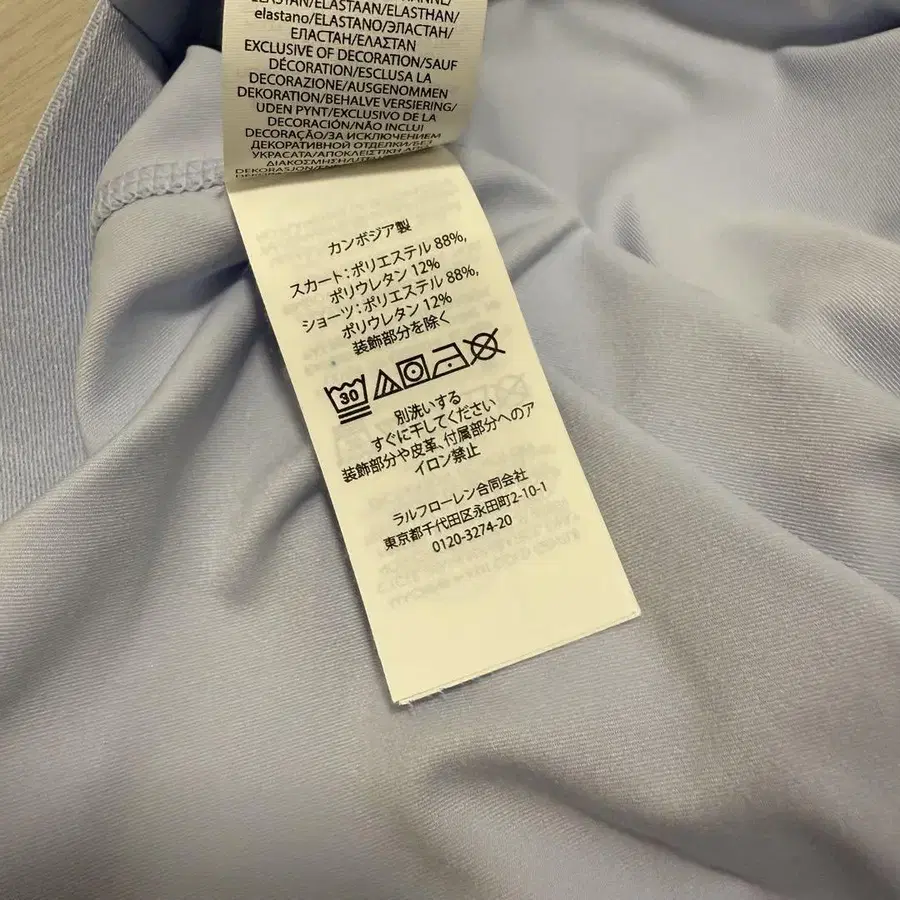 ELASTAN/ELASTAAN/ELASTHAN/
elastano/ELASTANO/ЭЛАСТАН/
ЕЛАСТАН/ΕΛΑΣΤΑΝ
EXCLUSIVE OF DECORATION/SAUF
DÉCORATION/ESCLUSA LA
DECORAZIONE/AUSGENOMMEN
DEKORATION/BEHALVE VERSIERING/
UDEN PYNT/EXCLUSIVO DE LA
DECORACIÓN/NÃO INCLUI
DECORAÇÃO/ЗА ИСКЛЮЧЕНИЕМ
ДЕКОРАТИВНОЙ ОТДЕЛКИ/БЕЗ
УКРАСАТА/ΑΠΟΚΛΕΙΣΤΙΚΗ
カンボジア製
スカート:ポリエステル 88%,
ポリウレタン 12%
ショーツ:ポリエステル 88%,
ポリウレタン 12%
装飾部分を除く
30
別洗いする
すぐに干してください
装飾部分や皮革、付属部分へのア
イロン禁止
ラルフローレン合同会社
東京都千代田区永田町2-10-1
0120-3274-20